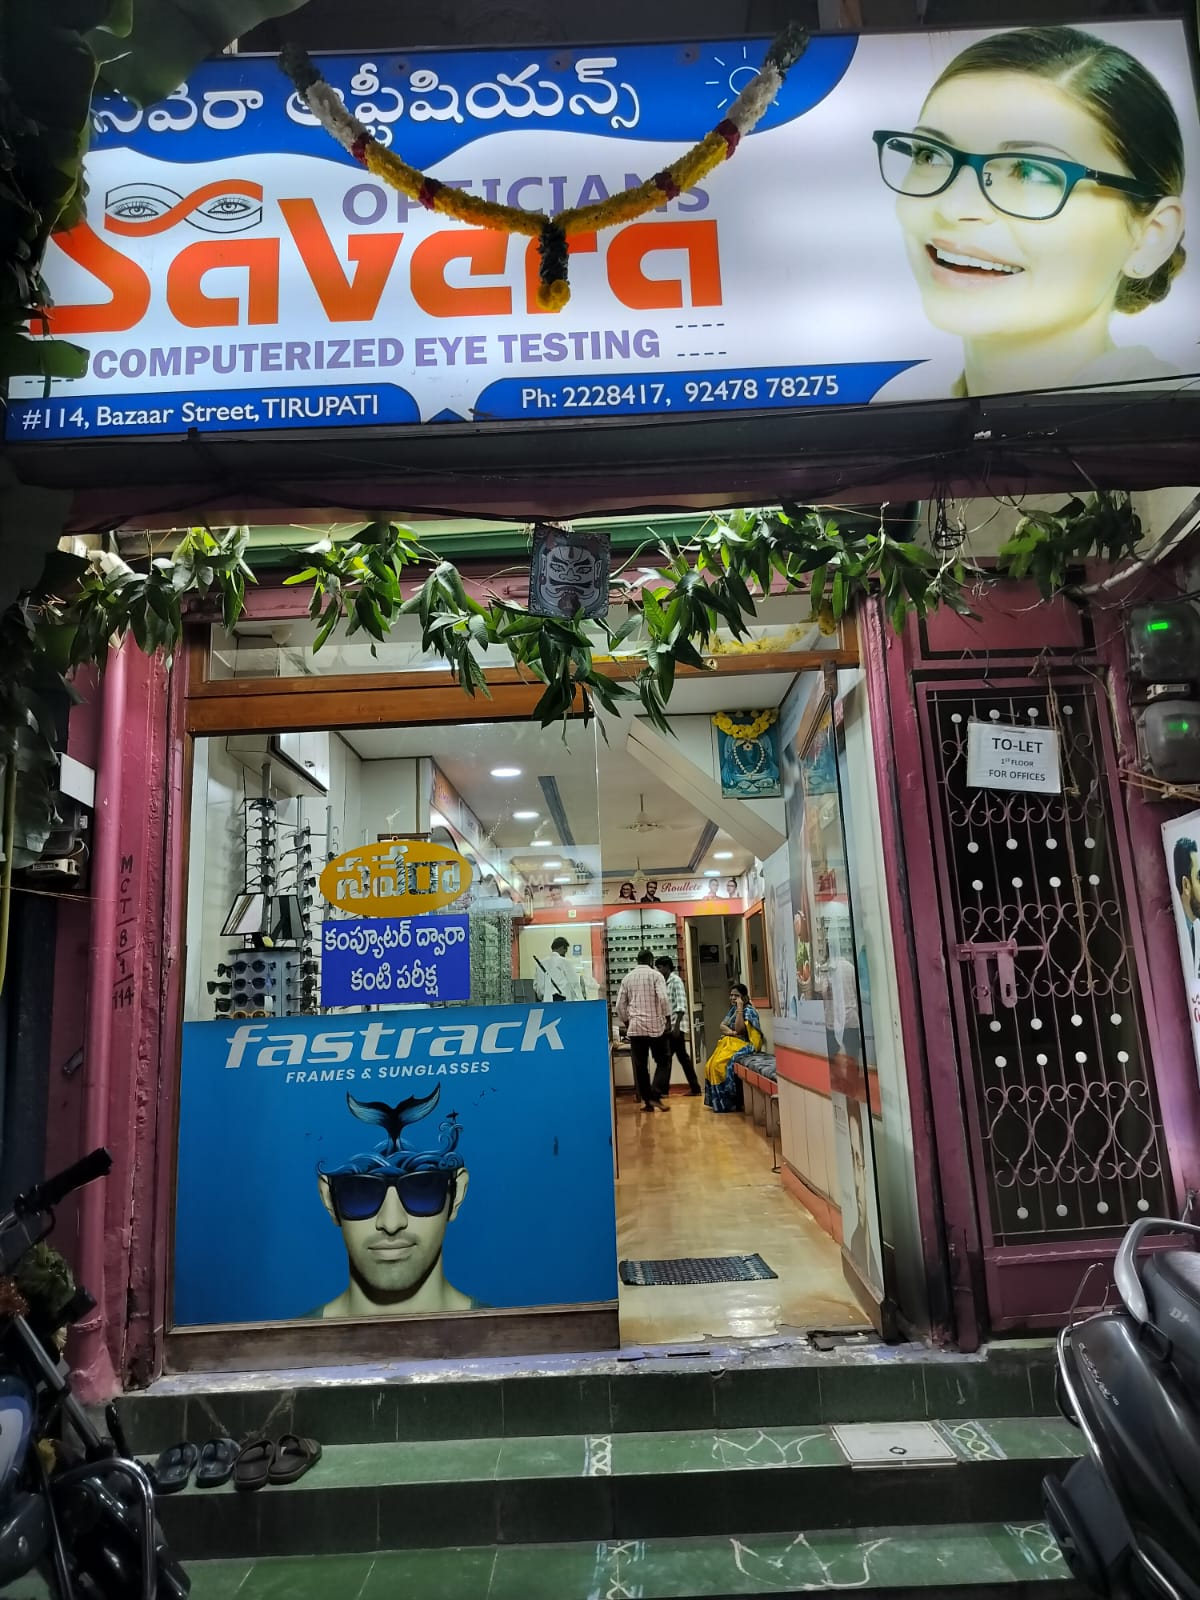 సవేరా ఆప్టీషియన్స్
OPTICIANS
Savera
COMPUTERIZED EYE TESTING
#114, Bazaar Street, TIRUPATI
Ph: 2228417, 92478 78275
TO-LET
1ST FLOOR
FOR OFFICES
సవేరా
కంప్యూటర్ ద్వారా
కంటి పరీక్ష
Roullete
fastrack
FRAMES & SUNGLASSES
MCT/8/1/114